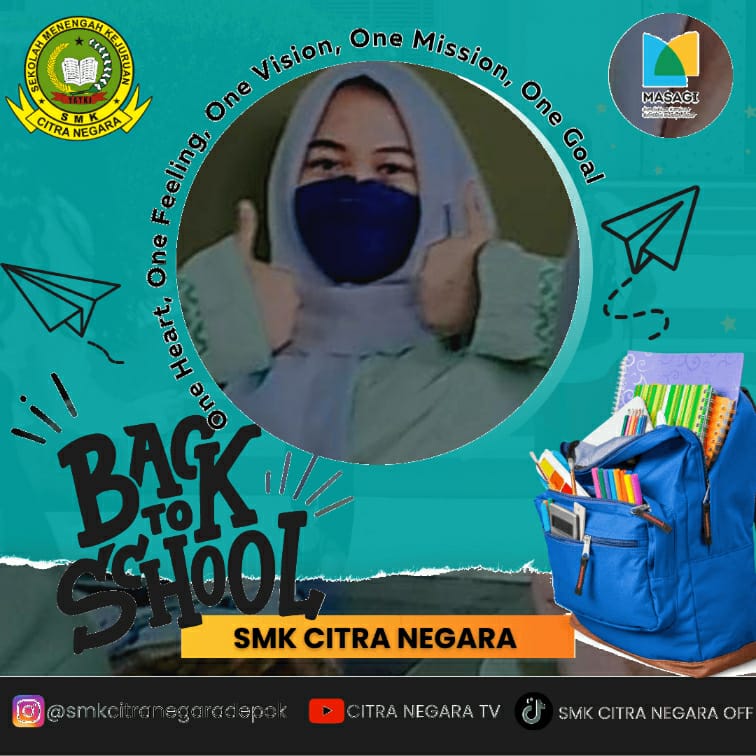 SEKOLAH MENENGAH KEJURUAN
YATKI
SMK
CITRA NEGARA
One Heart, One Feeling, One Vision, One Mission, One Goal
MASAGI
BACK
TO
SCHOOL
SMK CITRA NEGARA
@smkcitranegaradepok
CITRA NEGARA TV
SMK CITRA NEGARA OFF